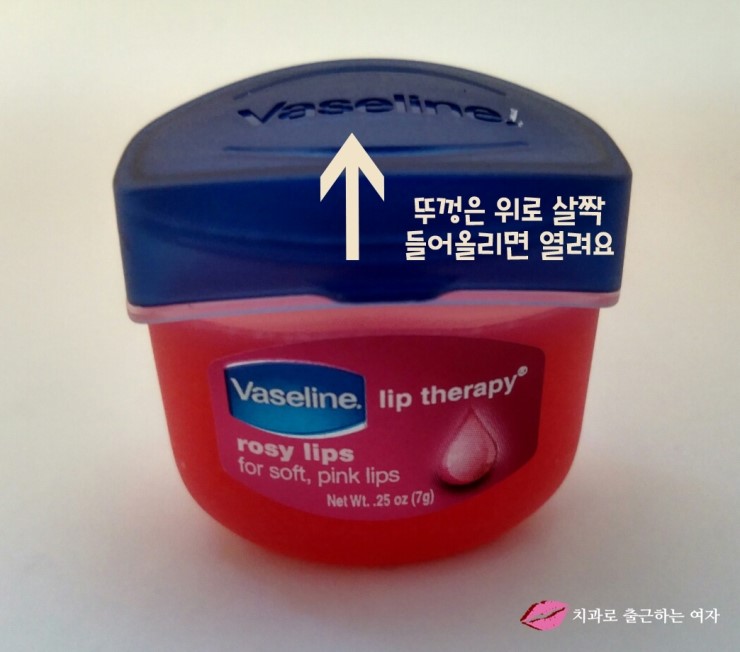 Vaseline.
뚜껑은 위로 살짝
들어올리면 열려요
Vaseline. lip therapy®
rosy lips
for soft, pink lips
Net Wt. .25 oz (7g)
치과로 출근하는 여자